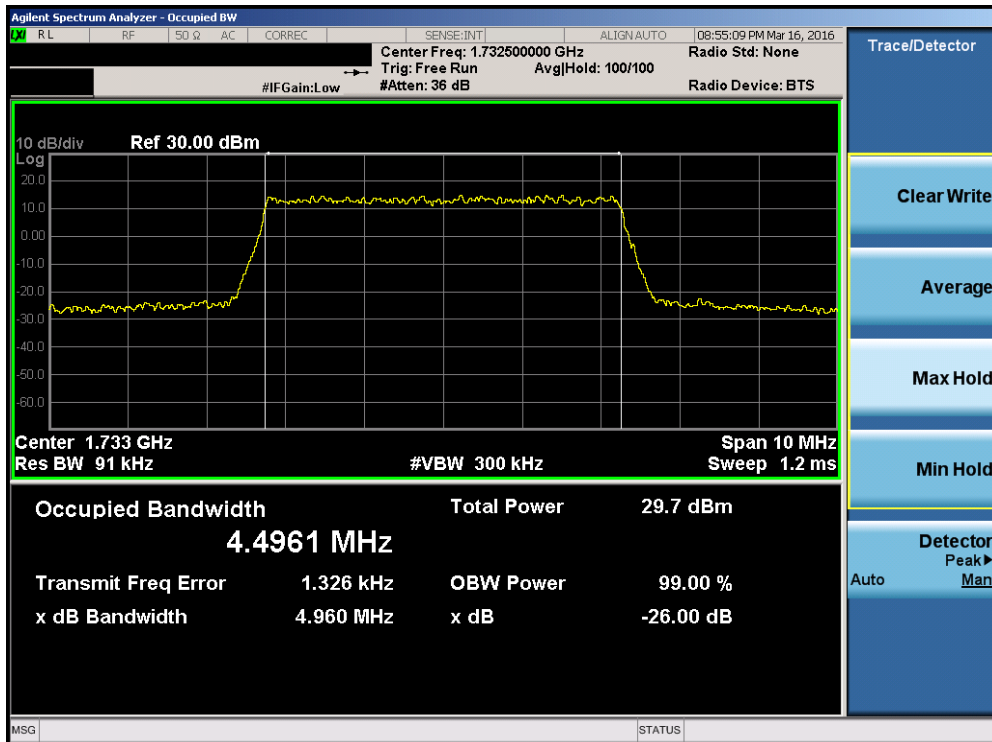 Agilent Spectrum Analyzer - Occupied BW
LXI RL RF 50 Ω AC CORREC SENSE:INT ALIGN AUTO 08:55:09 PM Mar 16, 2016
Center Freq: 1.732500000 GHz Radio Std: None
Trig: Free Run Avg|Hold: 100/100
#IFGain:Low #Atten: 36 dB Radio Device: BTS
10 dB/div Ref 30.00 dBm
Log
20.0
10.0
0.00
-10.0
-20.0
-30.0
-40.0
-50.0
-60.0
Center 1.733 GHz Span 10 MHz
Res BW 91 kHz #VBW 300 kHz Sweep 1.2 ms
Occupied Bandwidth Total Power 29.7 dBm
4.4961 MHz
Transmit Freq Error 1.326 kHz OBW Power 99.00 %
x dB Bandwidth 4.960 MHz x dB -26.00 dB
MSG STATUS
Trace/Detector
Clear Write
Average
Max Hold
Min Hold
Detector
Peak▶
Auto Man